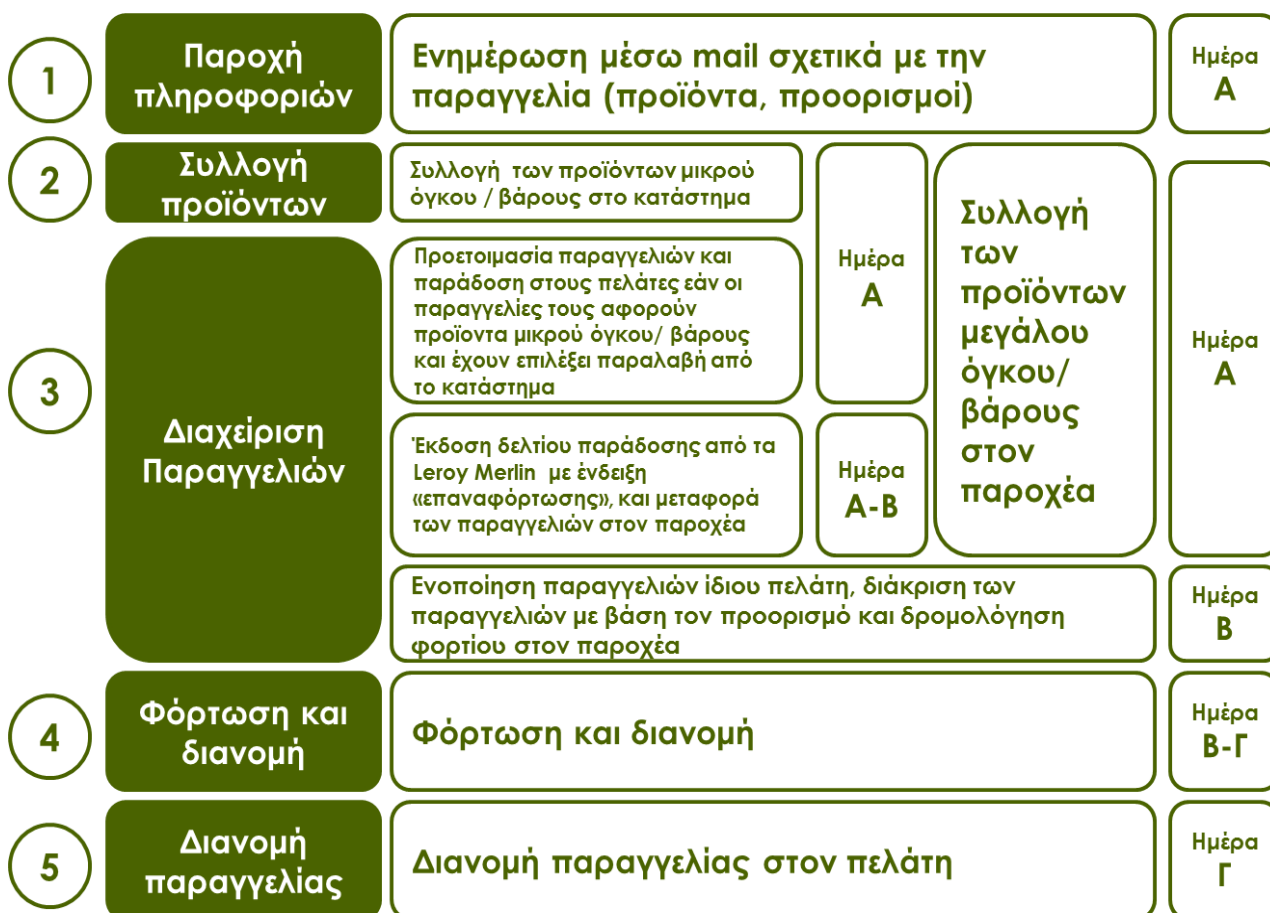 1
Παροχή
πληροφοριών
Ενημέρωση μέσω mail σχετικά με την
παραγγελία (προϊόντα, προορισμοί)
Ημέρα
Α
2
Συλλογή
προϊόντων
Συλλογή των προϊόντων μικρού
όγκου / βάρους στο κατάστημα
3
Διαχείριση
Παραγγελιών
Προετοιμασία παραγγελιών και
παράδοση στους πελάτες εάν οι
παραγγελίες τους αφορούν
προϊοντα μικρού όγκου/ βάρους
και έχουν επιλέξει παραλαβή από
το κατάστημα
Ημέρα
Α
Έκδοση δελτίου παράδοσης από τα
Leroy Merlin με ένδειξη
«επαναφόρτωσης», και μεταφορά
των παραγγελιών στον παροχέα
Ημέρα
Α-Β
Συλλογή
των
προϊόντων
μεγάλου
όγκου/
βάρους
στον
παροχέα
Ημέρα
Α
Ενοποίηση παραγγελιών ίδιου πελάτη, διάκριση των
παραγγελιών με βάση τον προορισμό και δρομολόγηση
φορτίου στον παροχέα
Ημέρα
Β
4
Φόρτωση και
διανομή
Φόρτωση και διανομή
Ημέρα
Β-Γ
5
Διανομή
παραγγελίας
Διανομή παραγγελίας στον πελάτη
Ημέρα
Γ